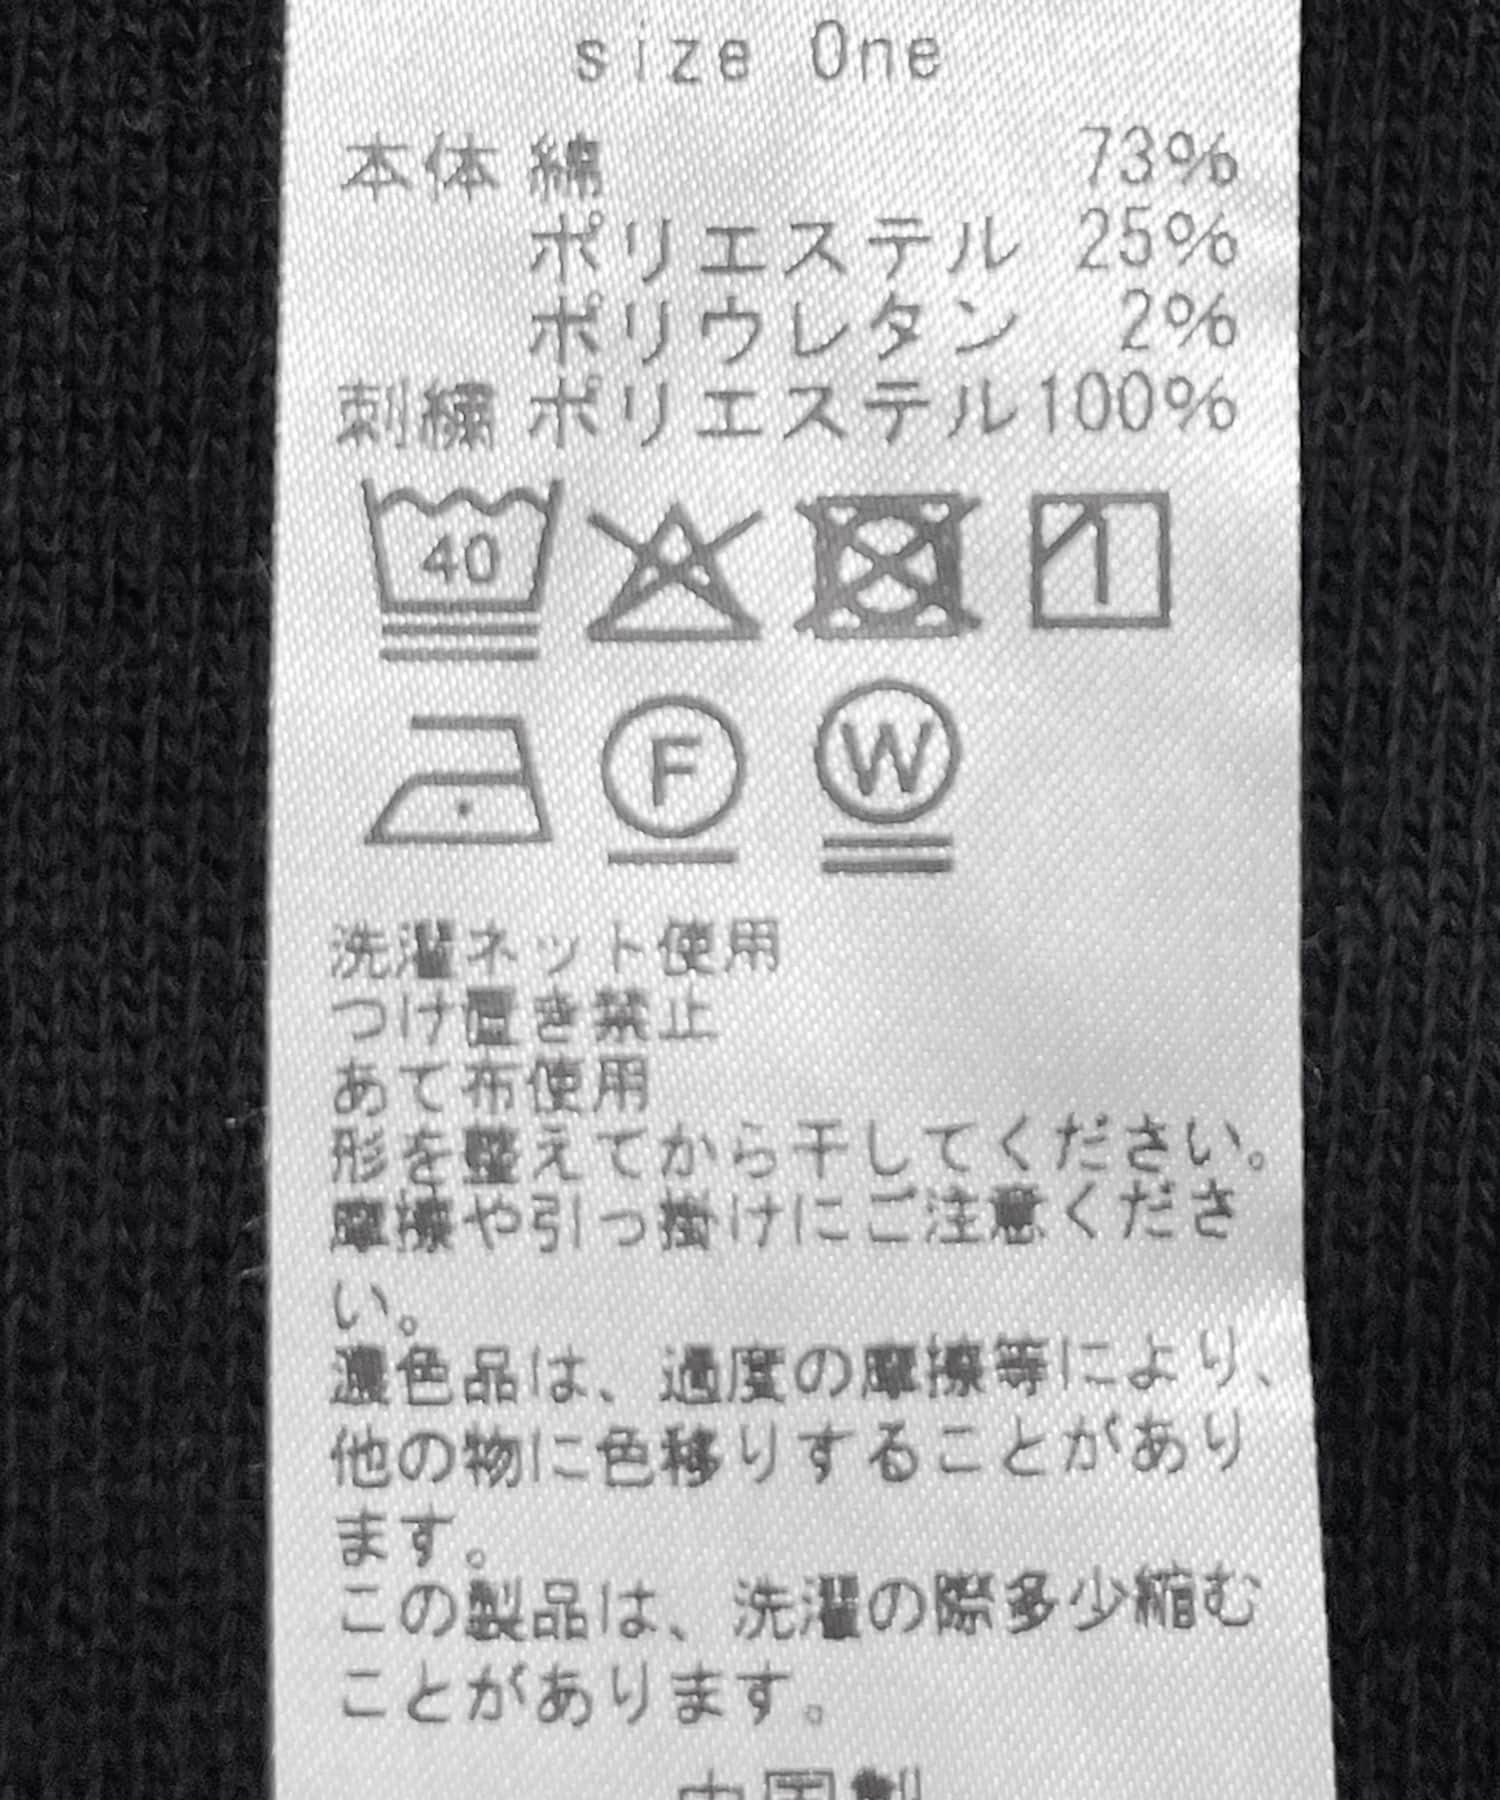 size One
本体 綿 73%
ポリエステル 25%
ポリウレタン 2%
刺繍 ポリエステル100%
40
F W
洗濯ネット使用
つけ置き禁止
あて布使用
形を整えてから干してください。
摩擦や引っ掛けにご注意くださ
い。
濃色品は、過度の摩擦等により、
他の物に色移りすることがあり
ます。
この製品は、洗濯の際多少縮む
ことがあります。
中国製